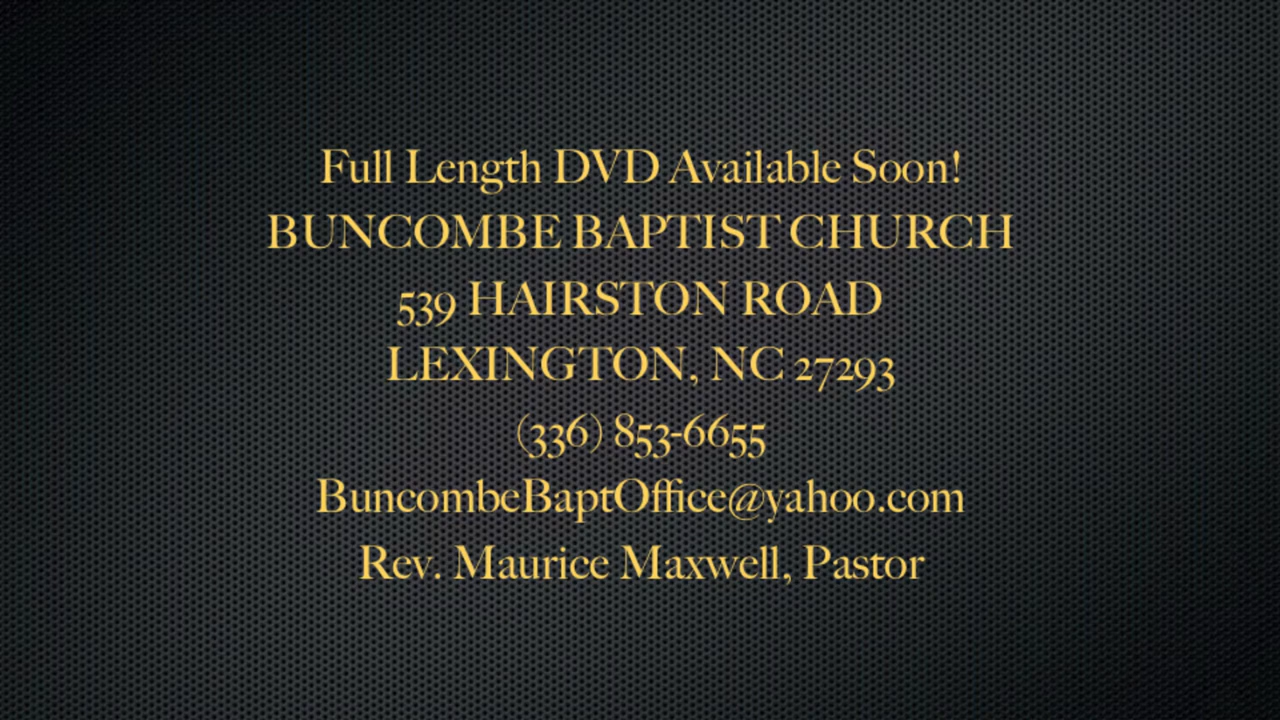 Full Length DVD Available Soon!
BUNCOMBE BAPTIST CHURCH
539 HAIRSTON ROAD
LEXINGTON, NC 27293
(336) 853-6655
BuncombeBaptOffice@yahoo.com
Rev. Maurice Maxwell, Pastor